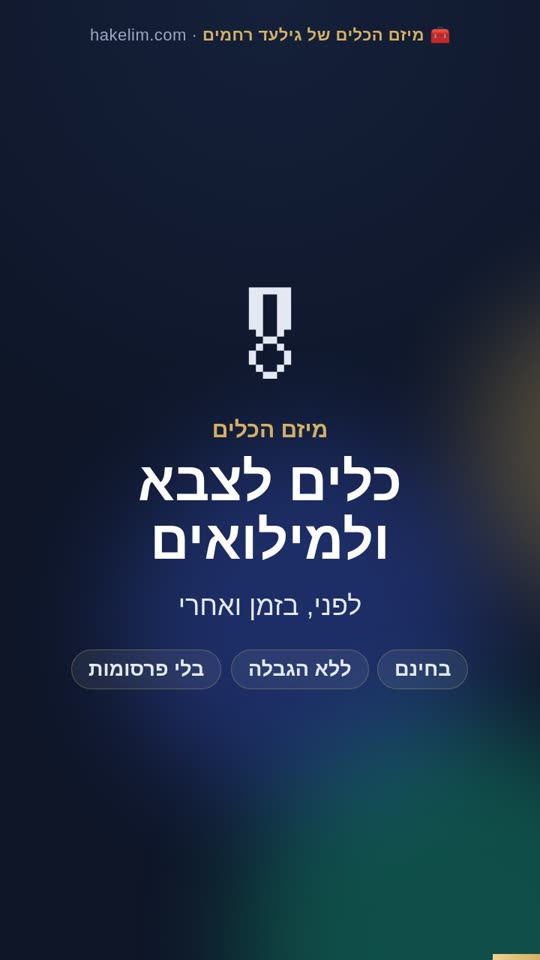 🧰 מיזם הכלים של גילעד רחמים · hakelim.com
מיזם הכלים
כלים לצבא
ולמילואים
לפני, בזמן ואחרי
בחינם
ללא הגבלה
בלי פרסומות